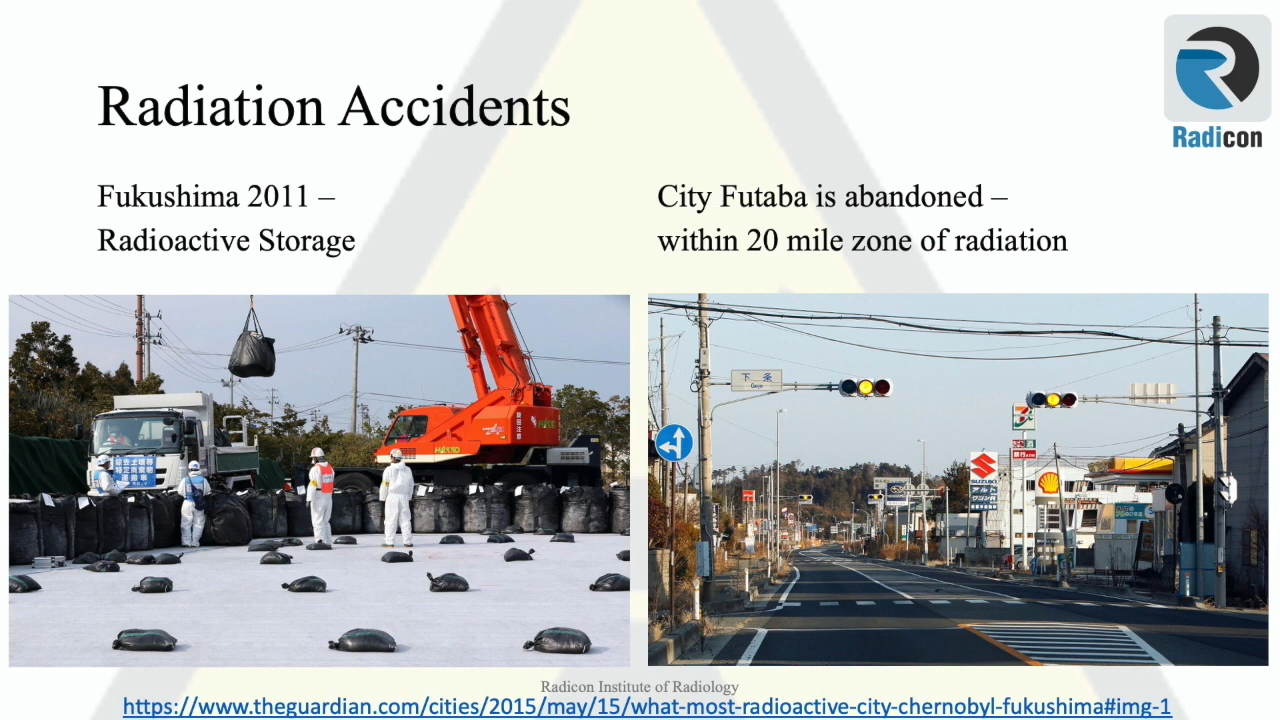 Radiation Accidents
Radicon
Fukushima 2011 –
Radioactive Storage
City Futaba is abandoned –
within 20 mile zone of radiation
下条
SUZUKI
7
Radicon Institute of Radiology
https://www.theguardian.com/cities/2015/may/15/what-most-radioactive-city-chernobyl-fukushima#img-1